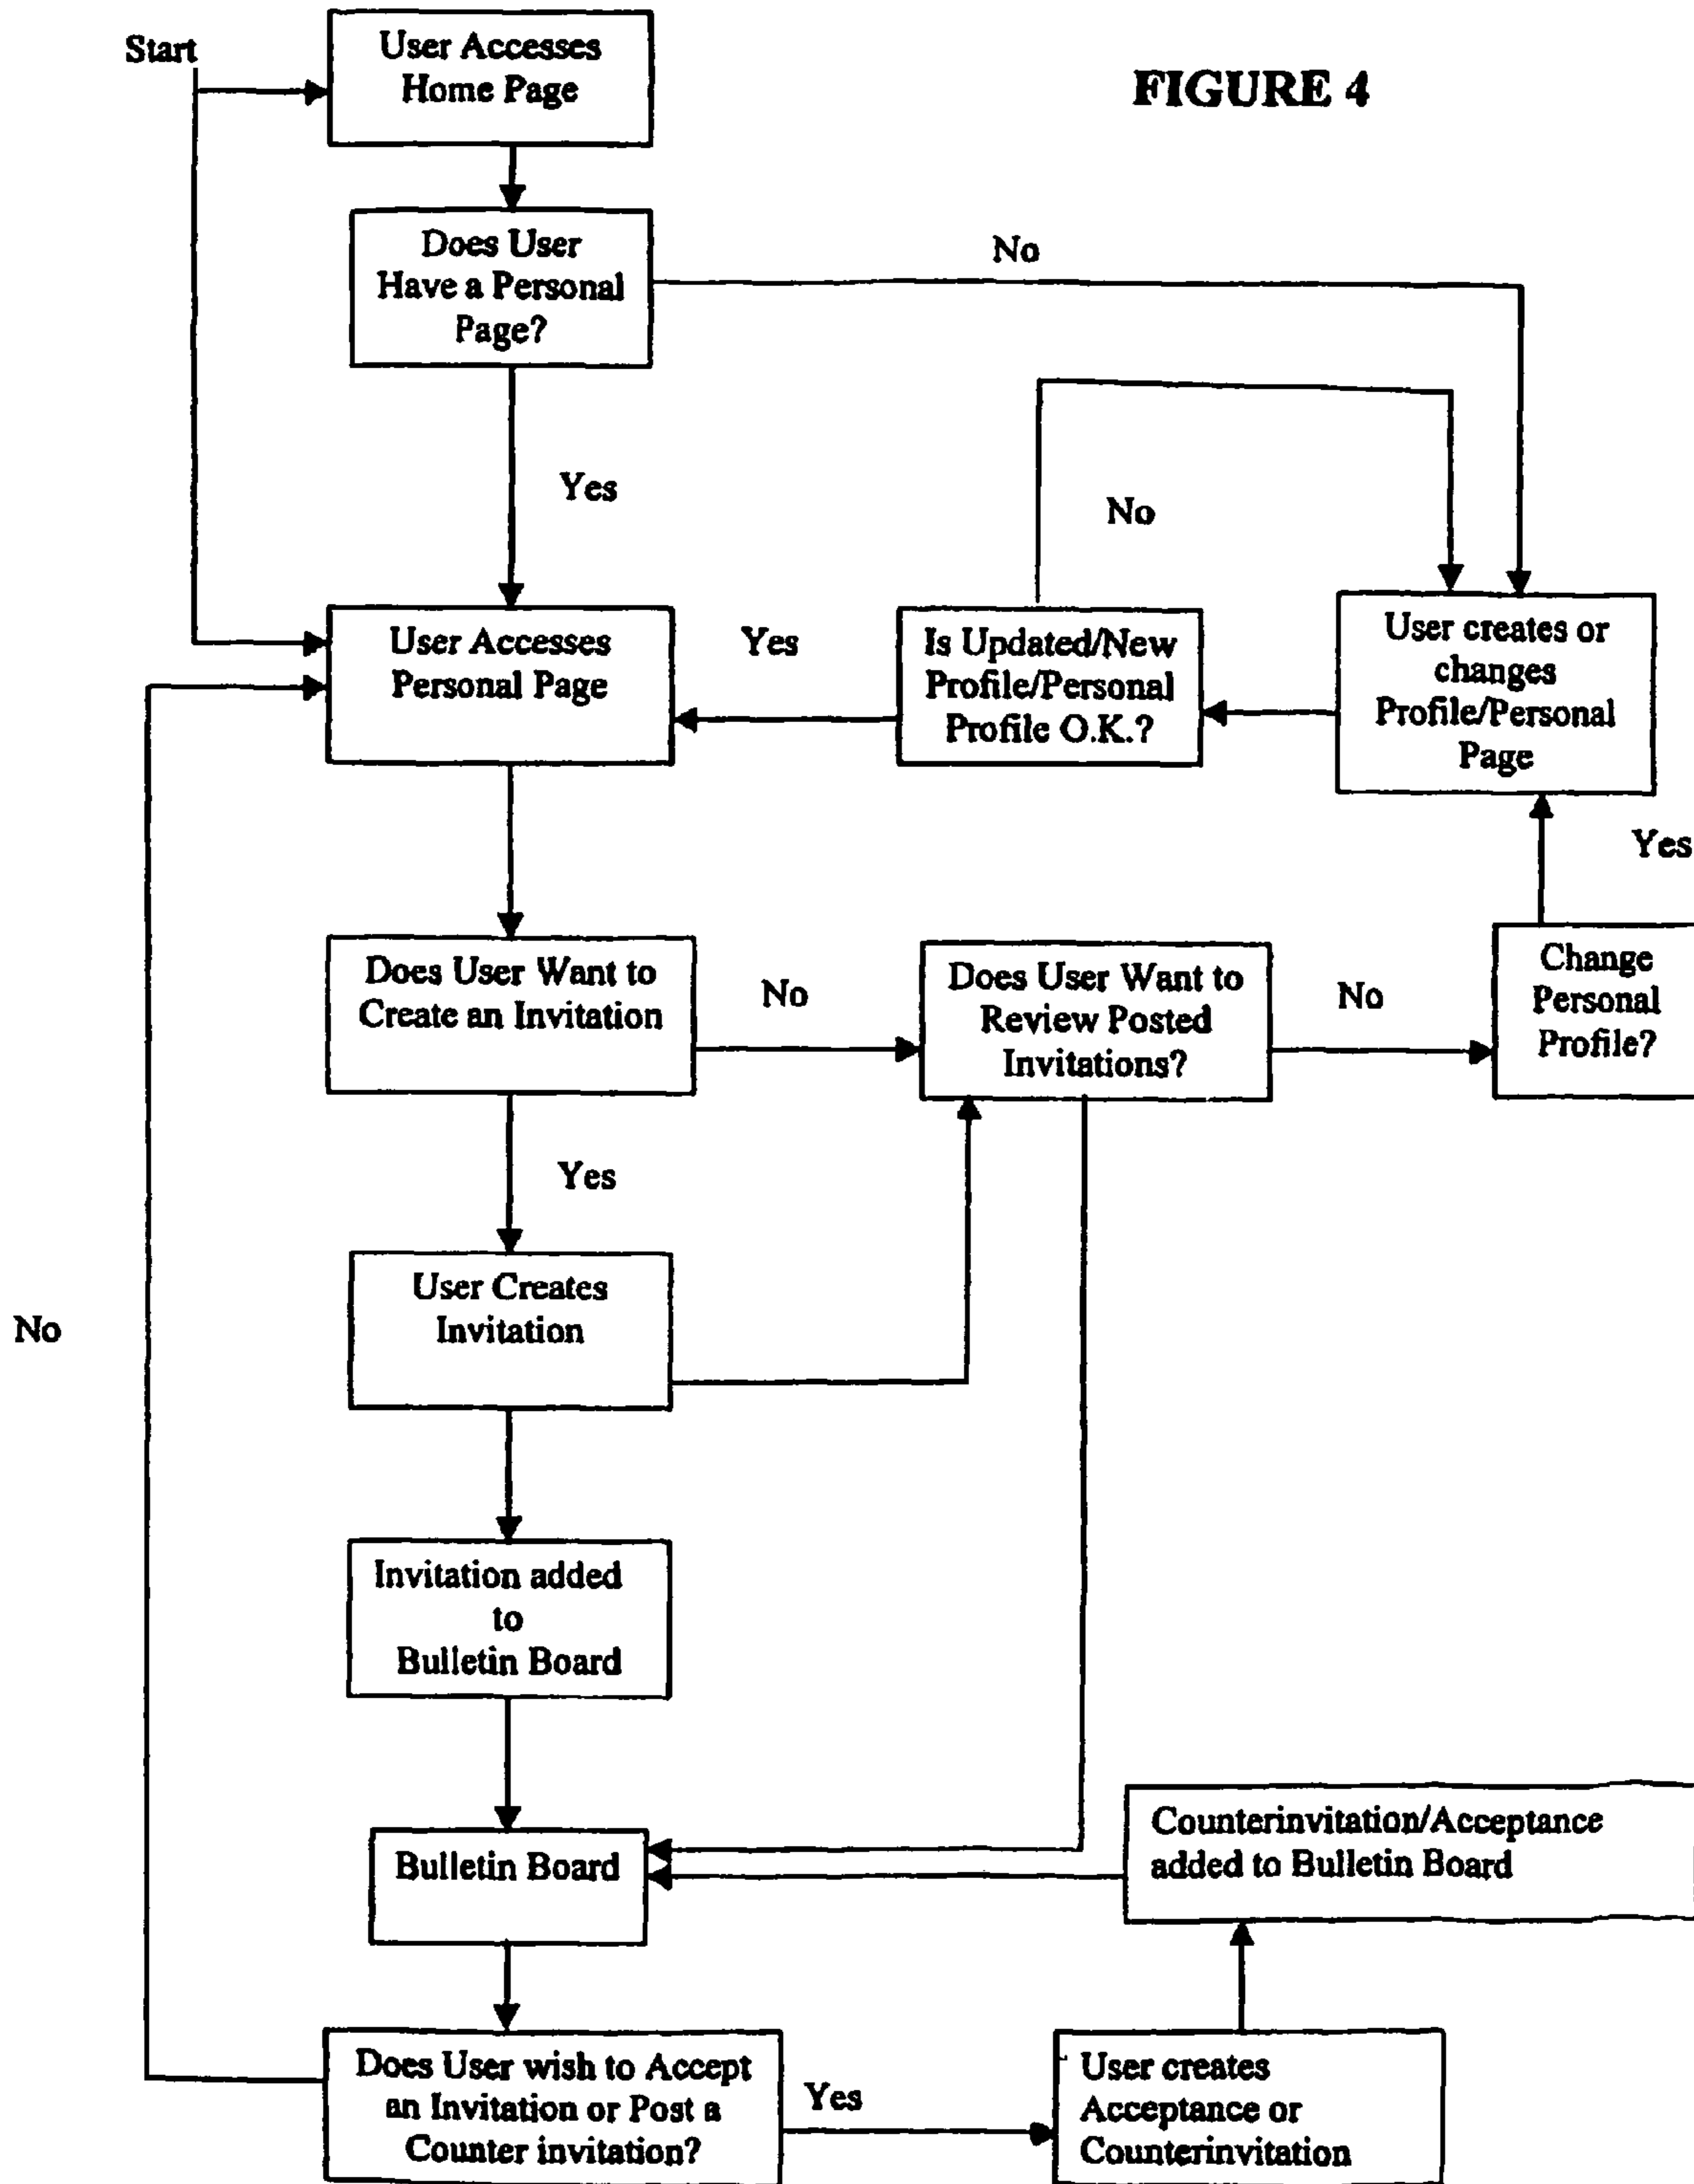 Start
User Accesses
Home Page
FIGURE 4
Does User
Have a Personal
Page?
No
Yes
No
User Accesses
Personal Page
Yes
Is Updated/New
Profile/Personal
Profile O.K.?
User creates or
changes
Profile/Personal
Page
Yes
Does User Want to
Create an Invitation
No
Does User Want to
Review Posted
Invitations?
No
Change
Personal
Profile?
Yes
User Creates
Invitation
No
Invitation added
to
Bulletin Board
Bulletin Board
Counterinvitation/Acceptance
added to Bulletin Board
Does User wish to Accept
an Invitation or Post a
Counter invitation?
Yes
User creates
Acceptance or
Counterinvitation